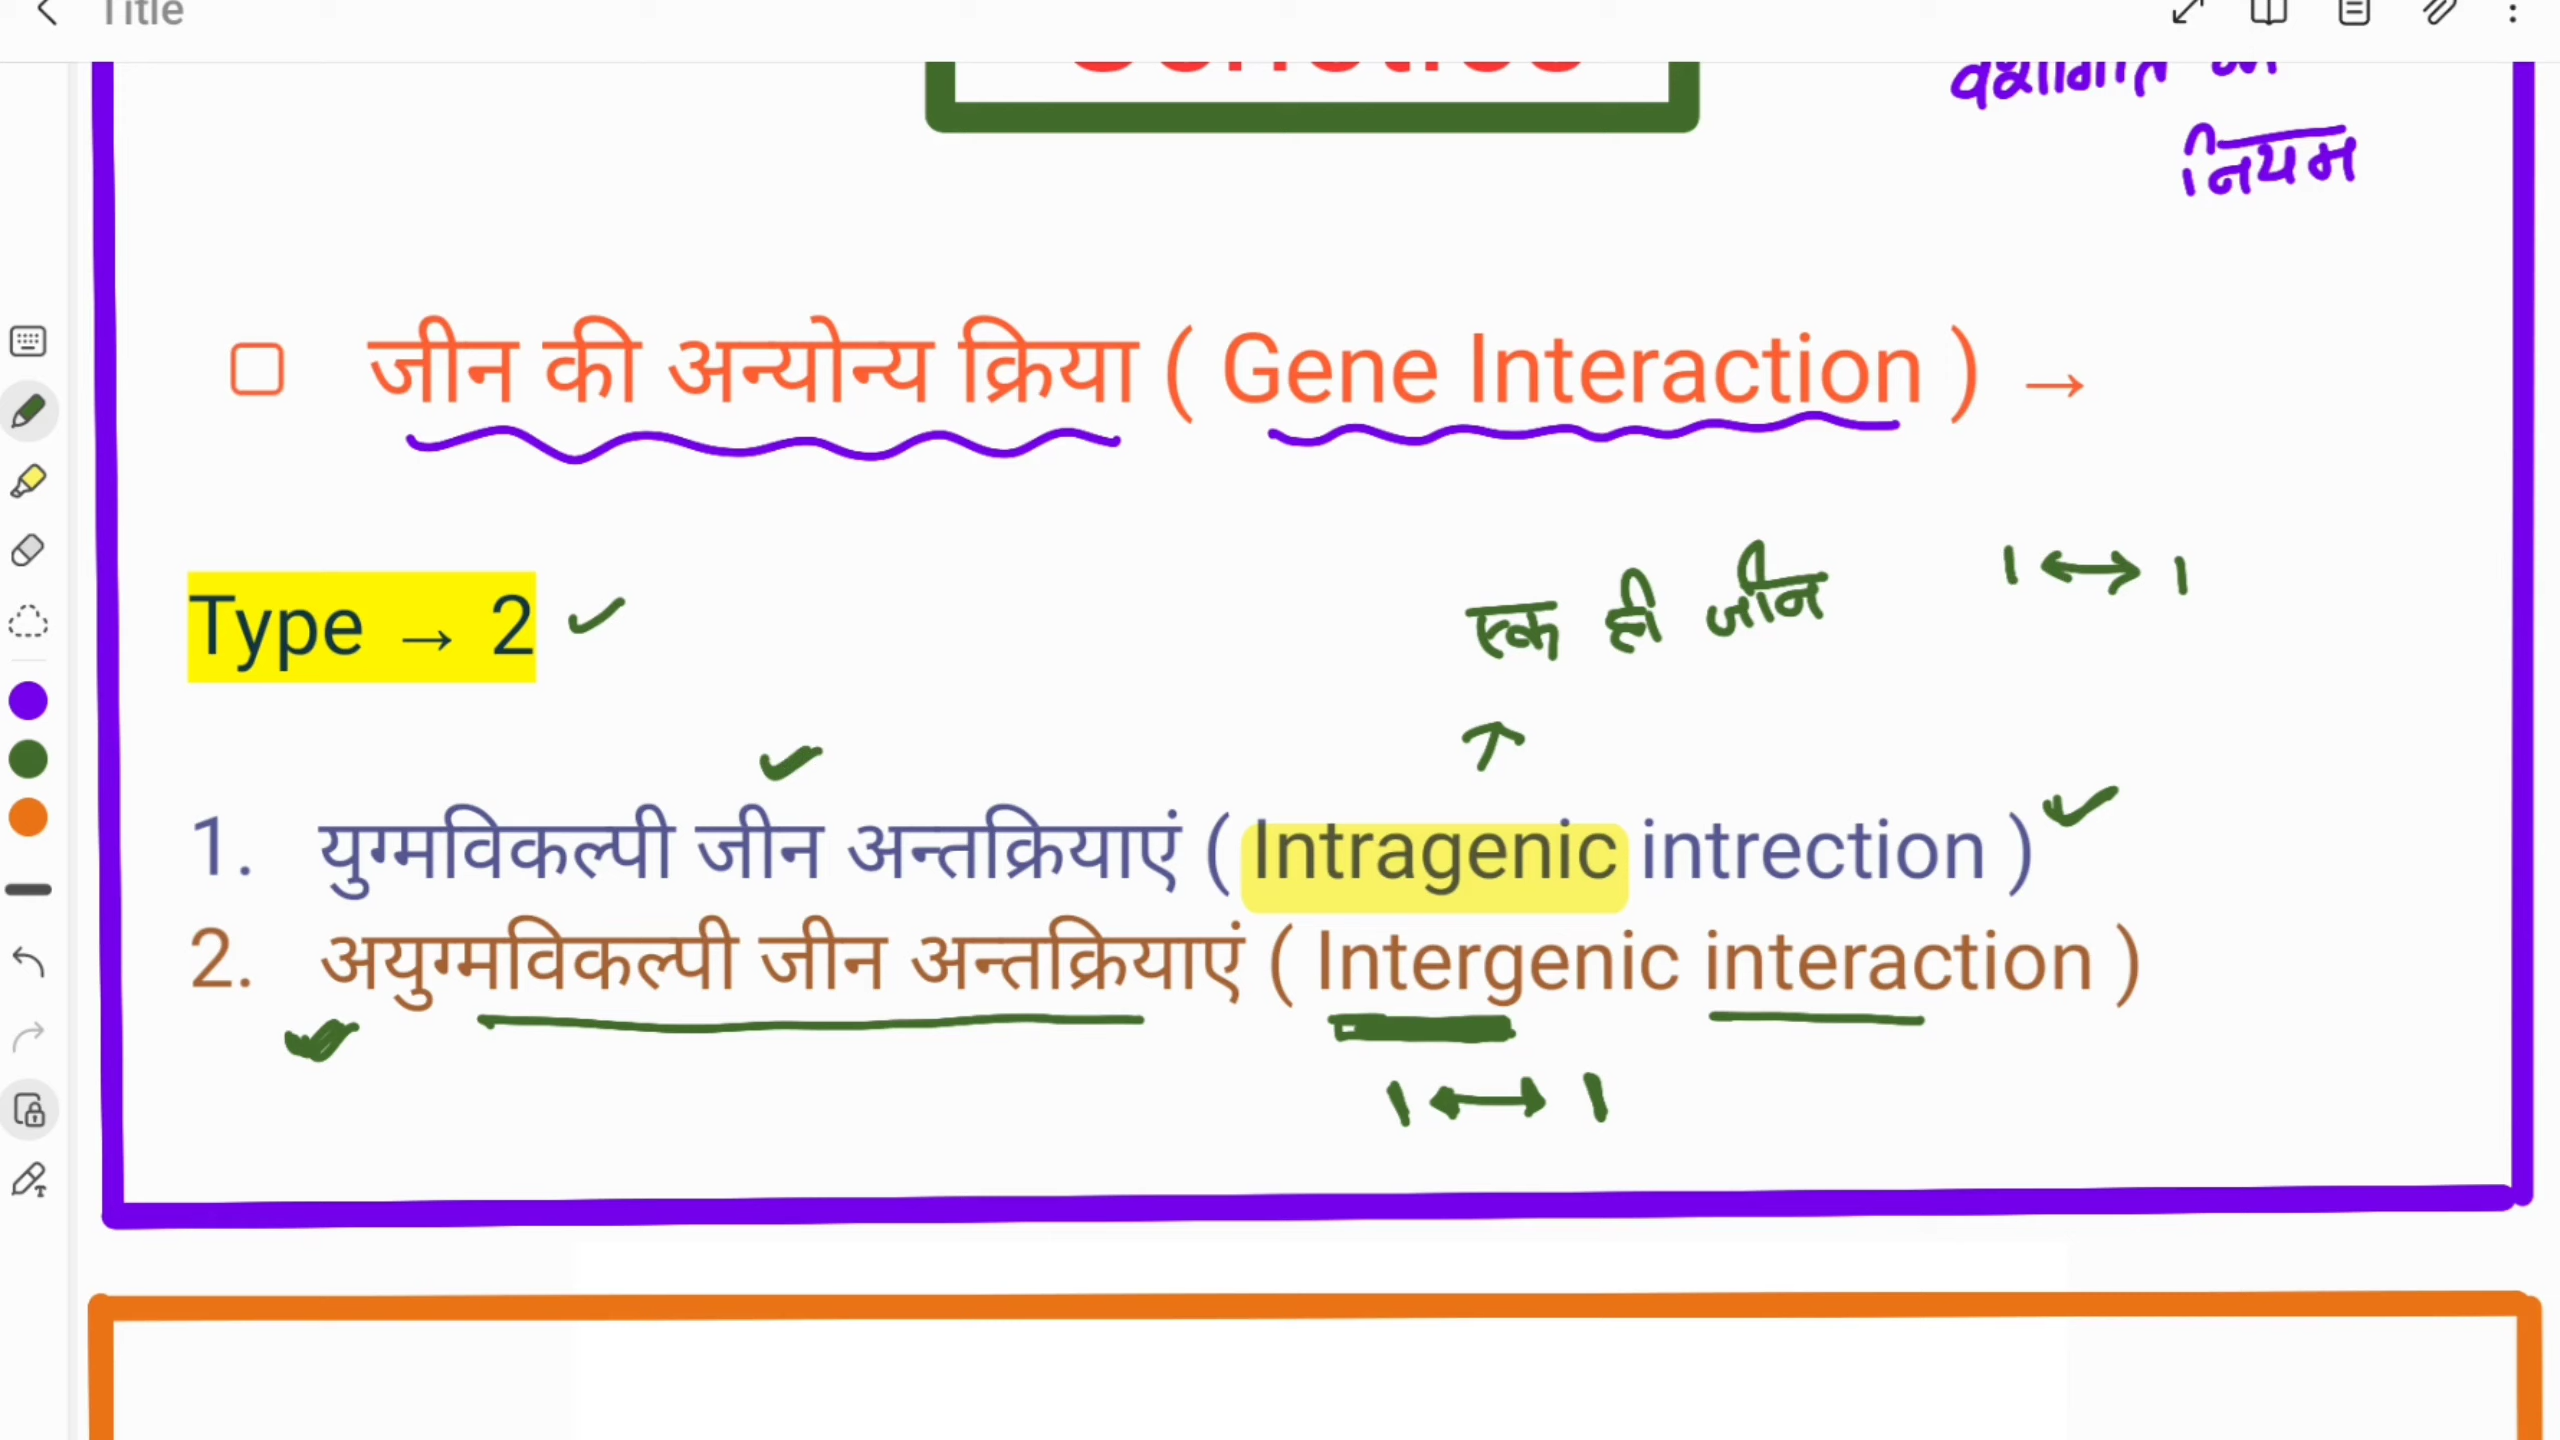 Title
नियम
जीन की अन्योन्य क्रिया ( Gene Interaction ) →
एक ही जीन 1 ↔ 1
Type → 2
1. युग्मविकल्पी जीन अन्तक्रियाएं ( Intragenic intrection )
2. अयुग्मविकल्पी जीन अन्तक्रियाएं ( Intergenic interaction )
1 ↔ 1